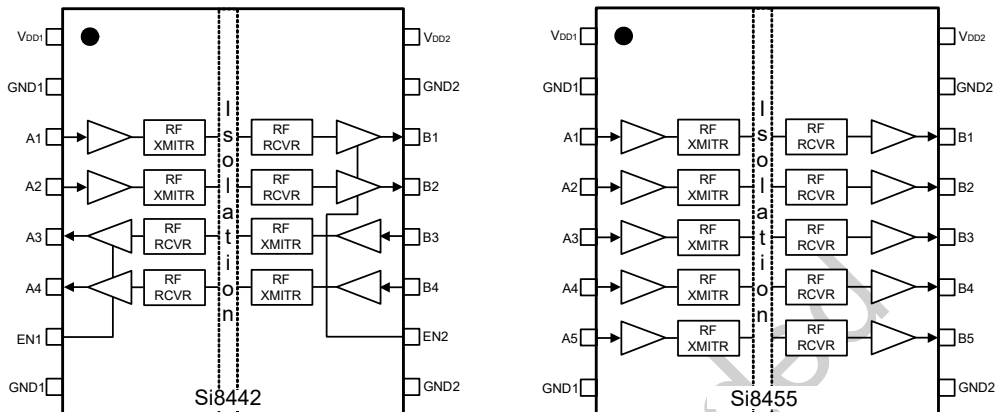 VDD1
VDD2
GND1
GND2
A1
RF XMITR
RF RCVR
B1
A2
RF XMITR
RF RCVR
B2
A3
RF RCVR
RF XMITR
B3
A4
RF RCVR
RF XMITR
B4
EN1
EN2
GND1
GND2
Isolation
Si8442
VDD1
VDD2
GND1
GND2
A1
RF XMITR
RF RCVR
B1
A2
RF XMITR
RF RCVR
B2
A3
RF XMITR
RF RCVR
B3
A4
RF XMITR
RF RCVR
B4
A5
RF XMITR
RF RCVR
B5
GND1
GND2
Isolation
Si8455